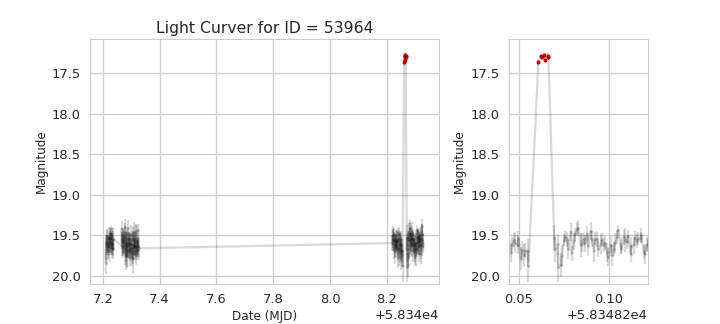 Light Curver for ID = 53964
Magnitude
17.5
18.0
18.5
19.0
19.5
20.0
7.2 7.4 7.6 7.8 8.0 8.2
Date (MJD)
+5.834e4
Magnitude
17.5
18.0
18.5
19.0
19.5
20.0
0.05 0.10
+5.83482e4